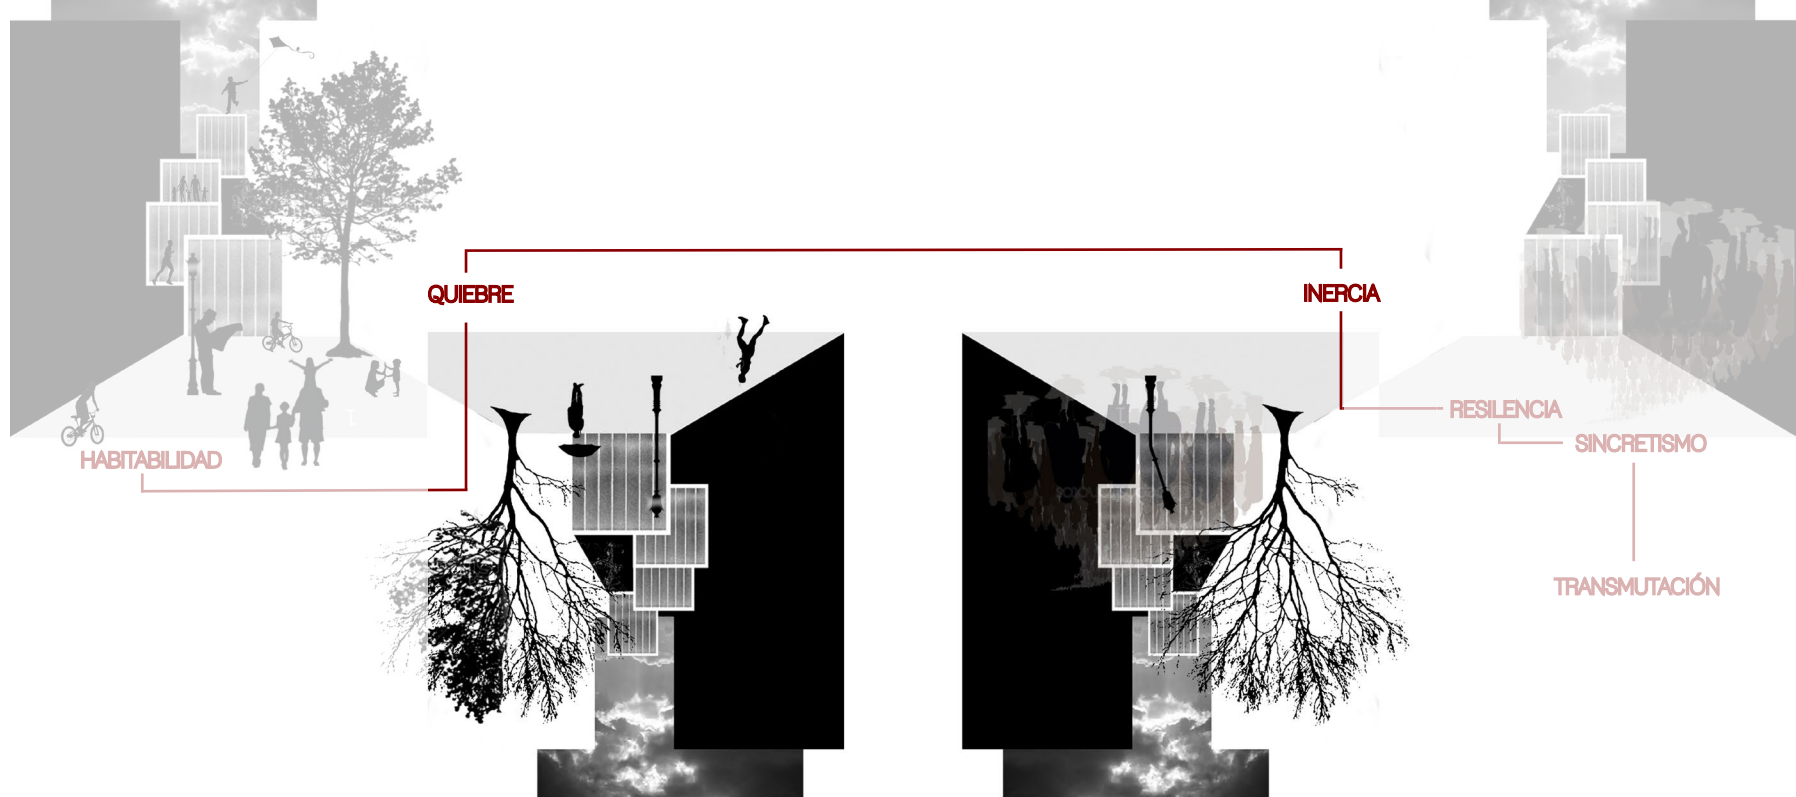 QUIEBRE
INERCIA
RESILENCIA
SINCRETISMO
HABITABILIDAD
TRANSMUTACIÓN